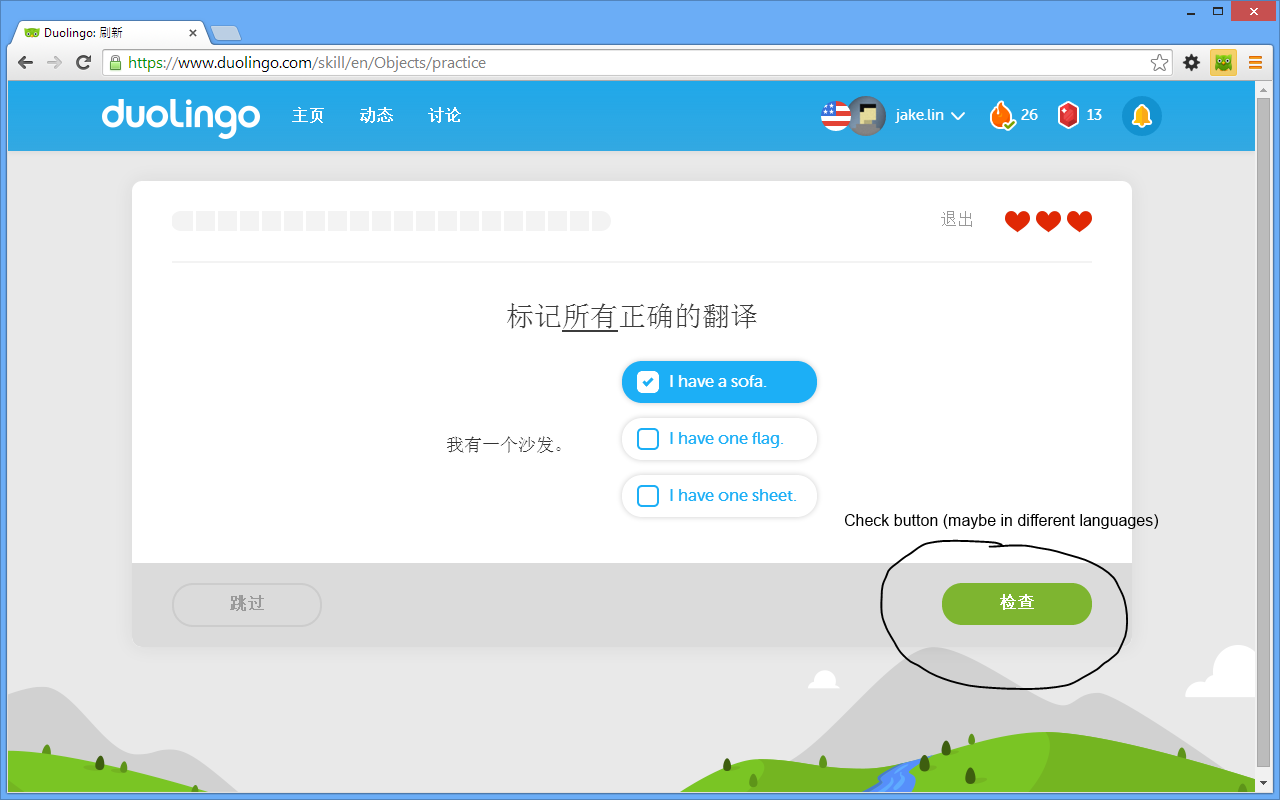 Duolingo: 刷新
https://www.duolingo.com/skill/en/Objects/practice
duolingo 主页 动态 讨论 jake.lin 26 13
退出
标记所有正确的翻译
I have a sofa.
我有一个沙发。
I have one flag.
I have one sheet.
Check button (maybe in different languages)
跳过 检查